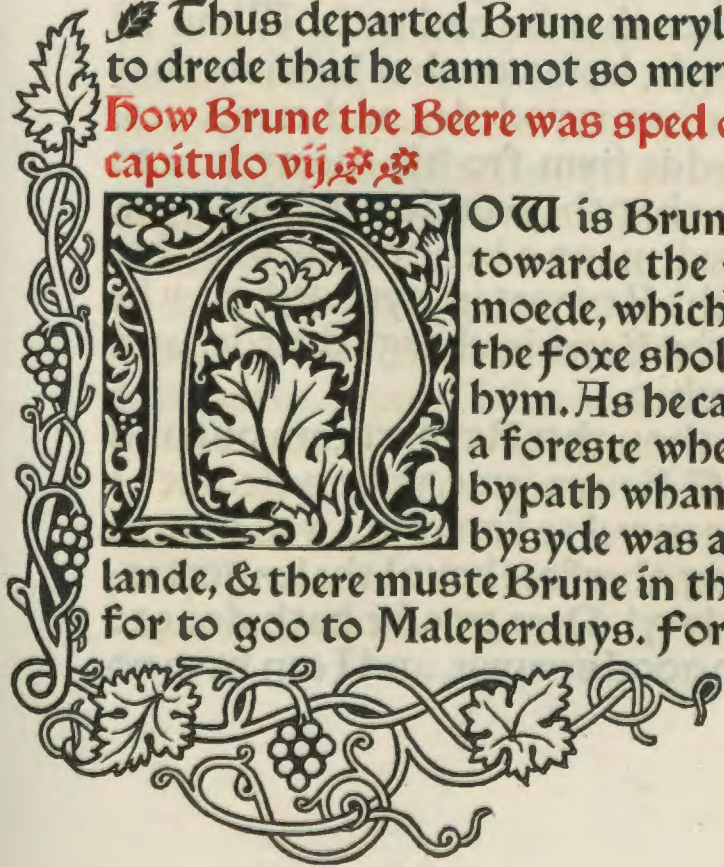 Thus departed Brune meryl
to drede that he cam not so mer
How Brune the Beere was sped
capitulo vij
NOW is Brun
towarde the
moede, which
the foxe shol
hym. As he ca
a foreste whe
bypath wham
bysyde was a
lande, & there muste Brune in th
for to goo to Maleperduys. For